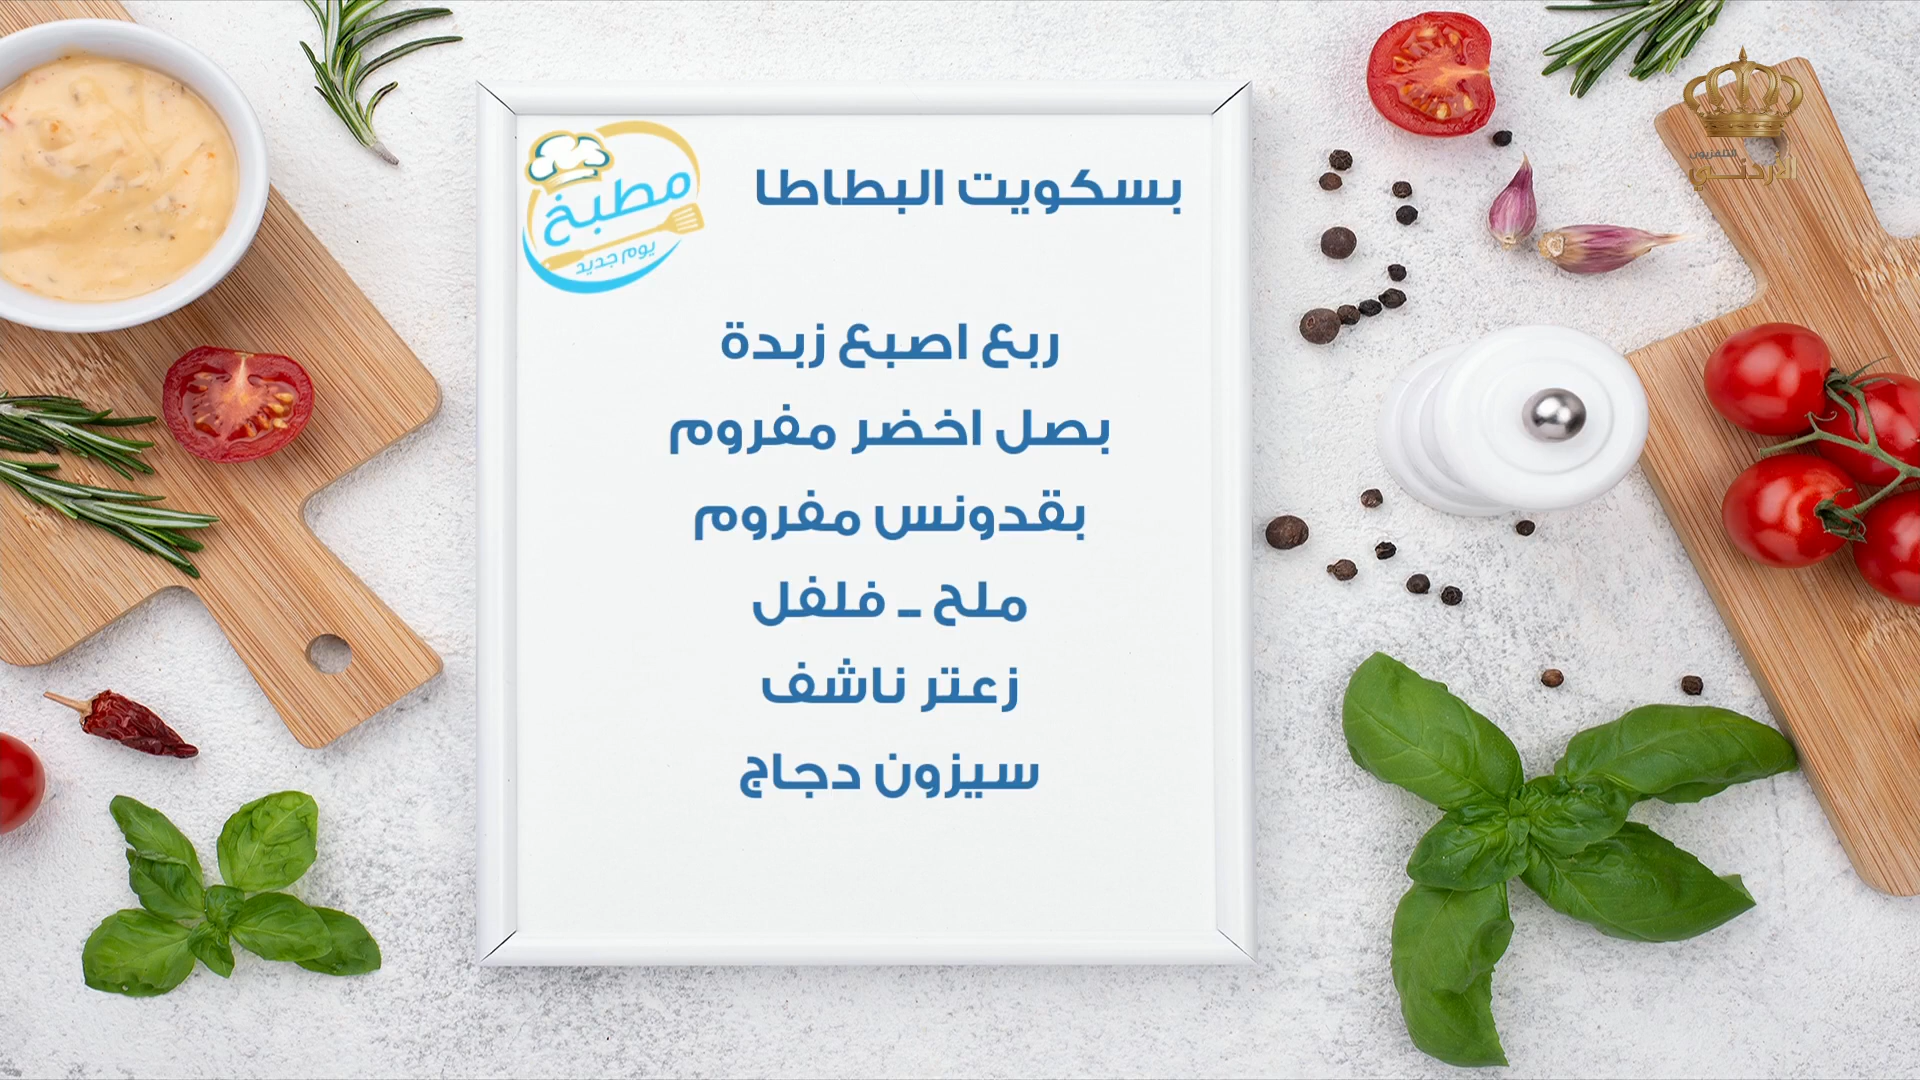 بسكويت البطاطا
مطبخ
يوم جديد
ربع اصبع زبدة
بصل اخضر مفروم
بقدونس مفروم
ملح ـ فلفل
زعتر ناشف
سيزون دجاج
التلفزيون
الأردني